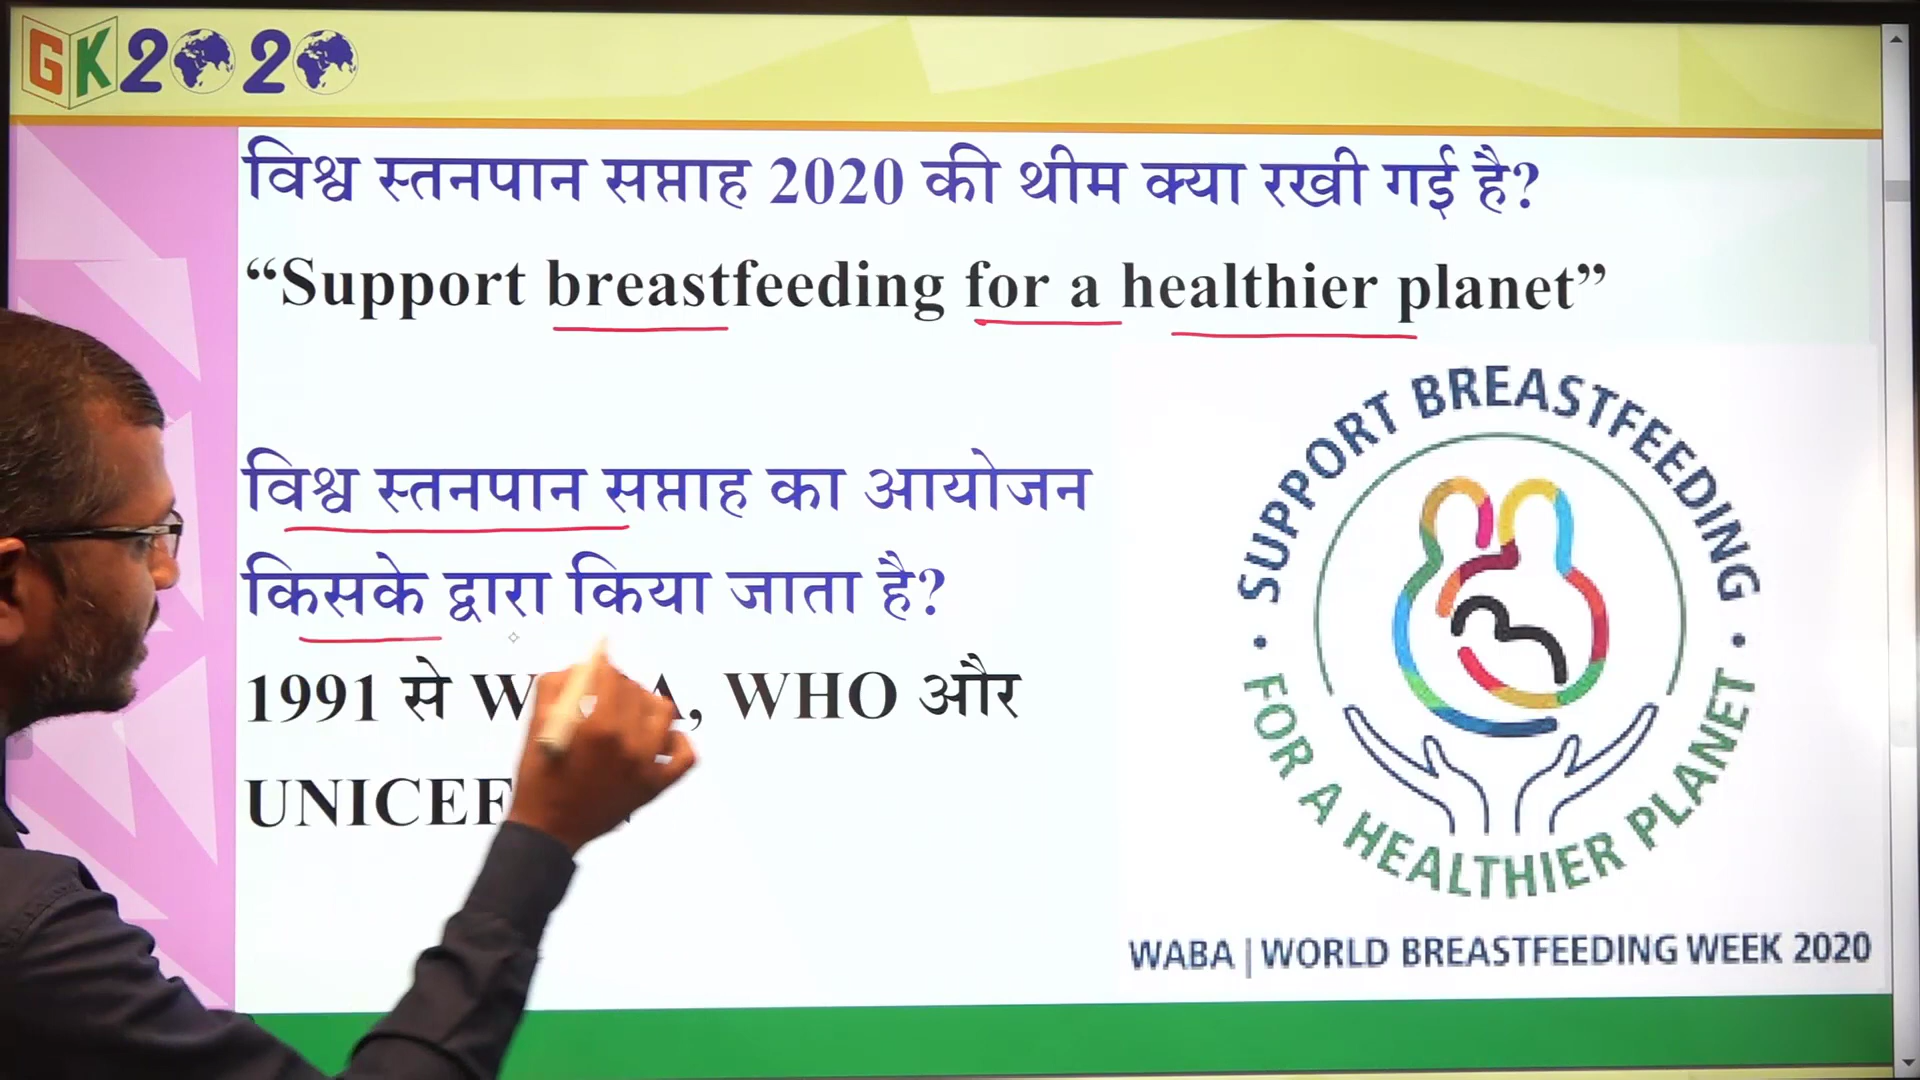 GK2020
विश्व स्तनपान सप्ताह 2020 की थीम क्या रखी गई है?
“Support breastfeeding for a healthier planet”
विश्व स्तनपान सप्ताह का आयोजन
किसके द्वारा किया जाता है?
1991 से WHO और
UNICEF
SUPPORT BREASTFEEDING
FOR A HEALTHIER PLANET
WABA | WORLD BREASTFEEDING WEEK 2020